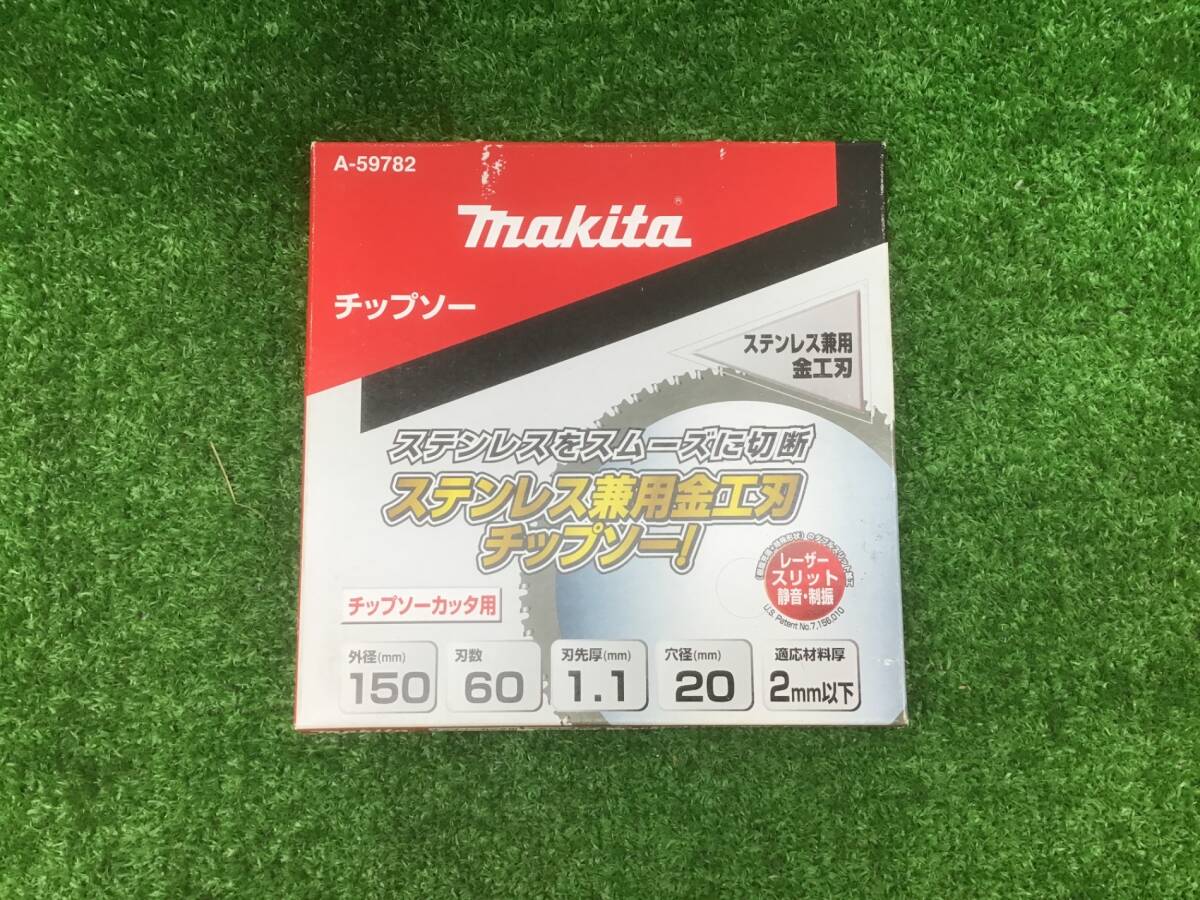 A-59782
makita®
チップソー
ステンレス兼用
金工刃
ステンレスをスムーズに切断
ステンレス兼用金工刃
チップソー!
レーザー
スリット
静音・制振
U.S. Patent No.7,156,010
チップソーカッタ用
外径(mm)
150
刃数
60
刃先厚(mm)
1.1
穴径(mm)
20
適応材料厚
2mm以下